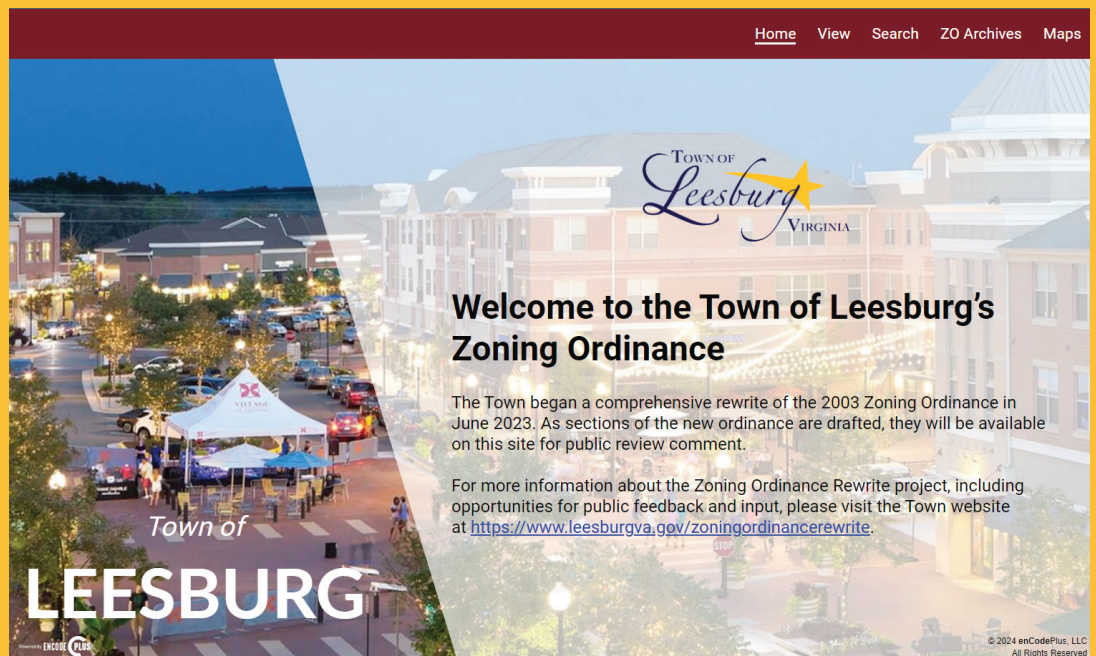 Home View Search ZO Archives Maps
TOWN OF
Leesburg
VIRGINIA
Welcome to the Town of Leesburg’s
Zoning Ordinance
The Town began a comprehensive rewrite of the 2003 Zoning Ordinance in
June 2023. As sections of the new ordinance are drafted, they will be available
on this site for public review comment.
For more information about the Zoning Ordinance Rewrite project, including
opportunities for public feedback and input, please visit the Town website
at https://www.leesburgva.gov/zoningordinancerewrite.
VILLAGE
STOP
Town of
LEESBURG
Powered by ENCODE PLUS
© 2024 enCodePlus, LLC
All Rights Reserved